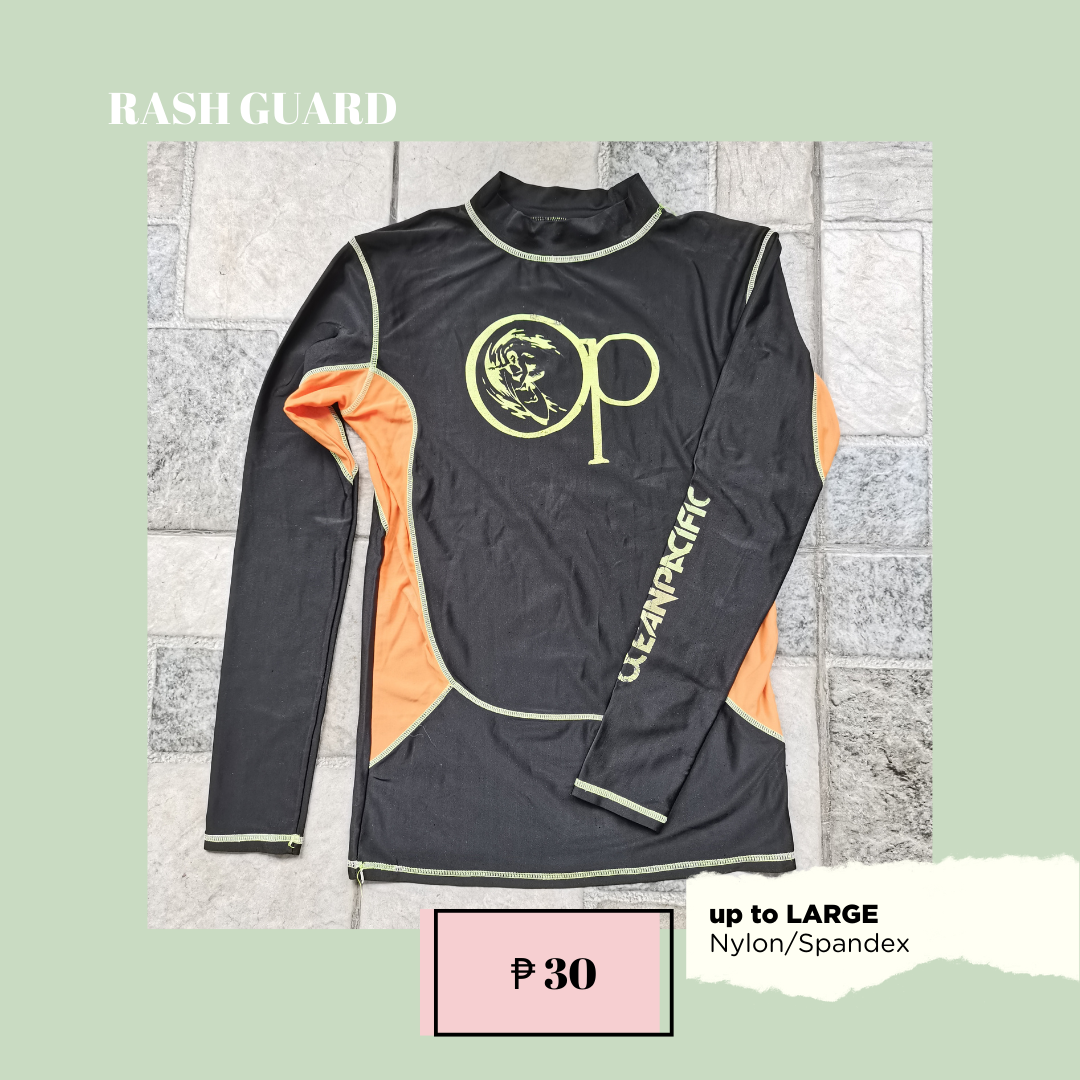 RASH GUARD
Op
OCEANPACIFIC
up to LARGE
Nylon/Spandex
₱ 30